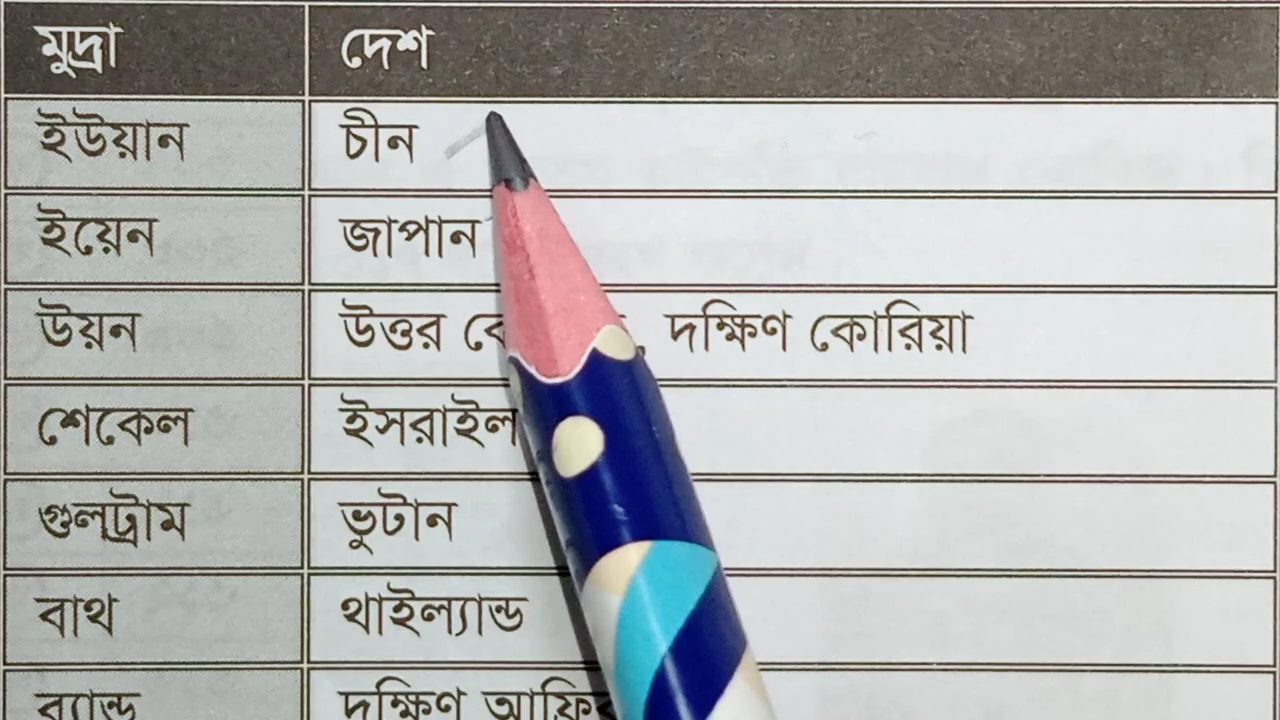 মুদ্রা দেশ
ইউয়ান চীন
ইয়েন জাপান
উয়ন উত্তর , দক্ষিণ কোরিয়া
শেকেল ইসরাইল
গুলট্রাম ভুটান
বাথ থাইল্যান্ড
র‍্যান্ড দক্ষিণ